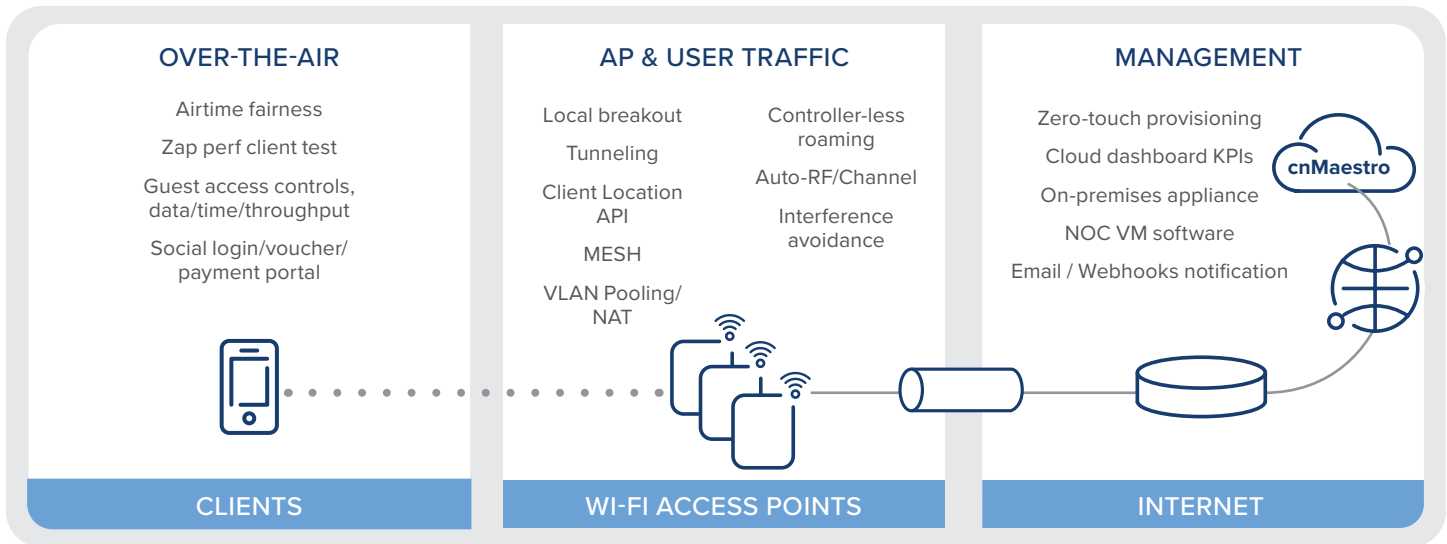 OVER-THE-AIR
Airtime fairness
Zap perf client test
Guest access controls,
data/time/throughput
Social login/voucher/
payment portal
CLIENTS
AP & USER TRAFFIC
Local breakout
Tunneling
Client Location
API
MESH
VLAN Pooling/
NAT
Controller-less
roaming
Auto-RF/Channel
Interference
avoidance
WI-FI ACCESS POINTS
MANAGEMENT
Zero-touch provisioning
Cloud dashboard KPIs
On-premises appliance
NOC VM software
Email / Webhooks notification
cnMaestro
INTERNET